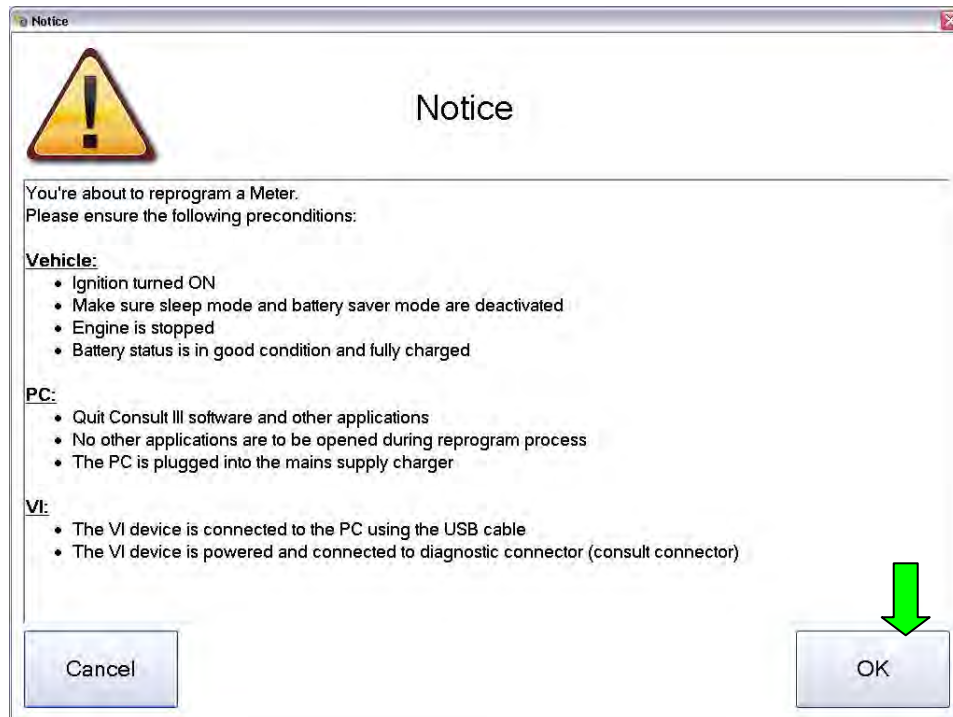 Notice
Notice
You're about to reprogram a Meter.
Please ensure the following preconditions:
Vehicle:
• Ignition turned ON
• Make sure sleep mode and battery saver mode are deactivated
• Engine is stopped
• Battery status is in good condition and fully charged
PC:
• Quit Consult III software and other applications
• No other applications are to be opened during reprogram process
• The PC is plugged into the mains supply charger
VI:
• The VI device is connected to the PC using the USB cable
• The VI device is powered and connected to diagnostic connector (consult connector)
Cancel
OK